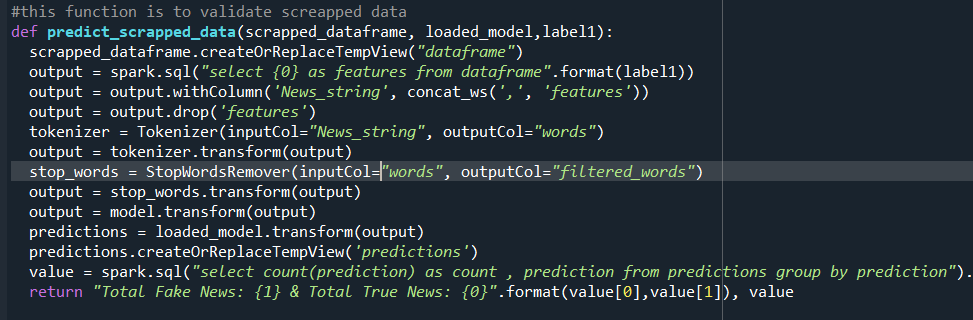 #this function is to validate screapped data
def predict_scrapped_data(scrapped_dataframe, loaded_model,label1):
  scrapped_dataframe.createOrReplaceTempView("dataframe")
  output = spark.sql("select {0} as features from dataframe".format(label1))
  output = output.withColumn('News_string', concat_ws(',', 'features'))
  output = output.drop('features')
  tokenizer = Tokenizer(inputCol="News_string", outputCol="words")
  output = tokenizer.transform(output)
  stop_words = StopWordsRemover(inputCol="words", outputCol="filtered_words")
  output = stop_words.transform(output)
  output = model.transform(output)
  predictions = loaded_model.transform(output)
  predictions.createOrReplaceTempView('predictions')
  value = spark.sql("select count(prediction) as count , prediction from predictions group by prediction").
  return "Total Fake News: {1} & Total True News: {0}".format(value[0],value[1]), value